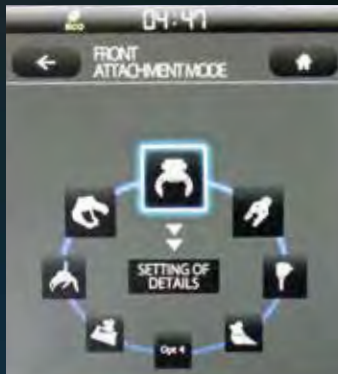 ECO
04:47
FRONT
ATTACHMENT MODE
SETTING OF
DETAILS
Opt 4